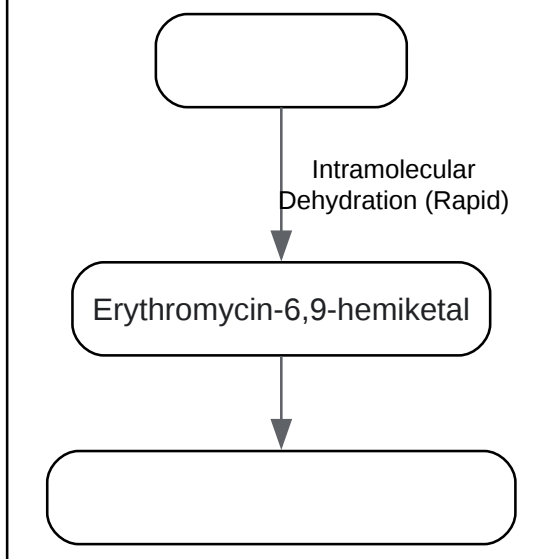 Intramolecular
Dehydration (Rapid)
Erythromycin-6,9-hemiketal